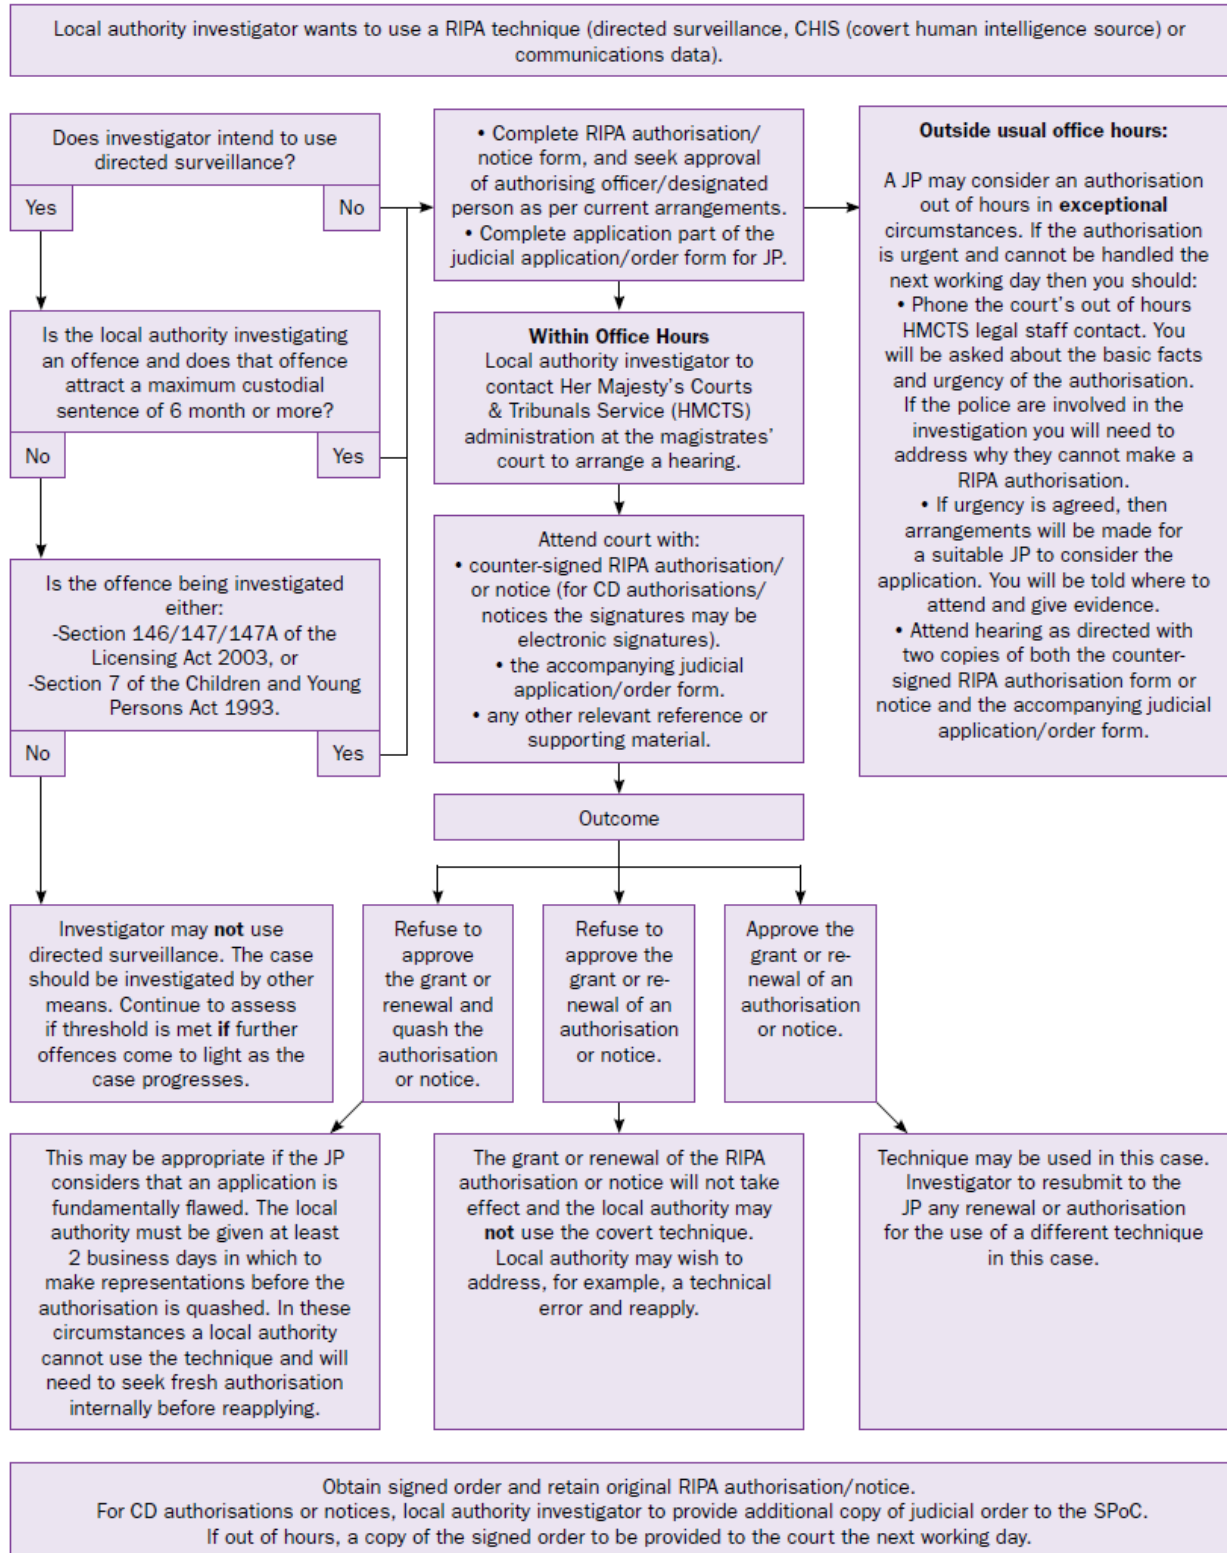 Local authority investigator wants to use a RIPA technique (directed surveillance, CHIS (covert human intelligence source) or
communications data).
Does investigator intend to use
directed surveillance?
Yes
No
Is the local authority investigating
an offence and does that offence
attract a maximum custodial
sentence of 6 month or more?
No
Yes
Is the offence being investigated
either:
-Section 146/147/147A of the
Licensing Act 2003, or
-Section 7 of the Children and Young
Persons Act 1993.
No
Yes
Investigator may not use
directed surveillance. The case
should be investigated by other
means. Continue to assess
if threshold is met if further
offences come to light as the
case progresses.
• Complete RIPA authorisation/
notice form, and seek approval
of authorising officer/designated
person as per current arrangements.
• Complete application part of the
judicial application/order form for JP.
Within Office Hours
Local authority investigator to
contact Her Majesty's Courts
& Tribunals Service (HMCTS)
administration at the magistrates'
court to arrange a hearing.
Attend court with:
• counter-signed RIPA authorisation/
or notice (for CD authorisations/
notices the signatures may be
electronic signatures).
• the accompanying judicial
application/order form.
• any other relevant reference or
supporting material.
Outside usual office hours:
A JP may consider an authorisation
out of hours in exceptional
circumstances. If the authorisation
is urgent and cannot be handled the
next working day then you should:
• Phone the court's out of hours
HMCTS legal staff contact. You
will be asked about the basic facts
and urgency of the authorisation.
If the police are involved in the
investigation you will need to
address why they cannot make a
RIPA authorisation.
• If urgency is agreed, then
arrangements will be made for
a suitable JP to consider the
application. You will be told where to
attend and give evidence.
• Attend hearing as directed with
two copies of both the counter-
signed RIPA authorisation form or
notice and the accompanying judicial
application/order form.
Outcome
Refuse to
approve
the grant or
renewal and
quash the
authorisation
or notice.
Refuse to
approve the
grant or re-
newal of an
authorisation
or notice.
Approve the
grant or re-
newal of an
authorisation
or notice.
This may be appropriate if the JP
considers that an application is
fundamentally flawed. The local
authority must be given at least
2 business days in which to
make representations before the
authorisation is quashed. In these
circumstances a local authority
cannot use the technique and will
need to seek fresh authorisation
internally before reapplying.
The grant or renewal of the RIPA
authorisation or notice will not take
effect and the local authority may
not use the covert technique.
Local authority may wish to
address, for example, a technical
error and reapply.
Technique may be used in this case.
Investigator to resubmit to the
JP any renewal or authorisation
for the use of a different technique
in this case.
Obtain signed order and retain original RIPA authorisation/notice.
For CD authorisations or notices, local authority investigator to provide additional copy of judicial order to the SPoC.
If out of hours, a copy of the signed order to be provided to the court the next working day.